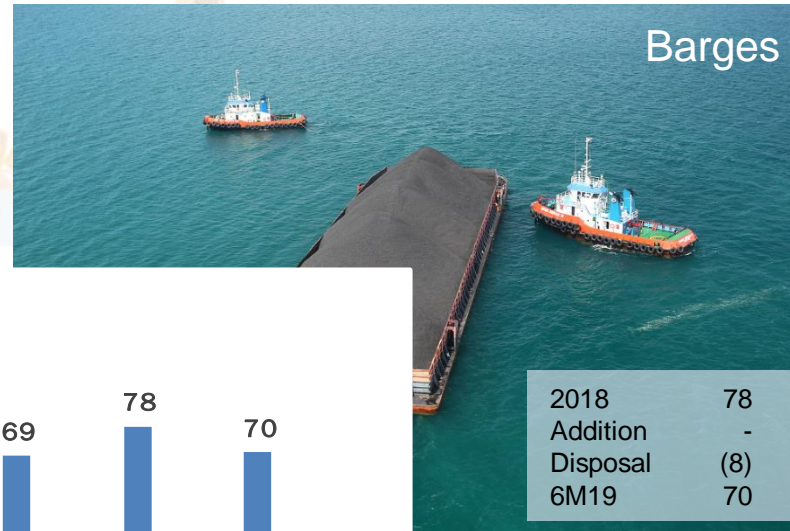 Barges
69 78 70
2018 78
Addition -
Disposal (8)
6M19 70